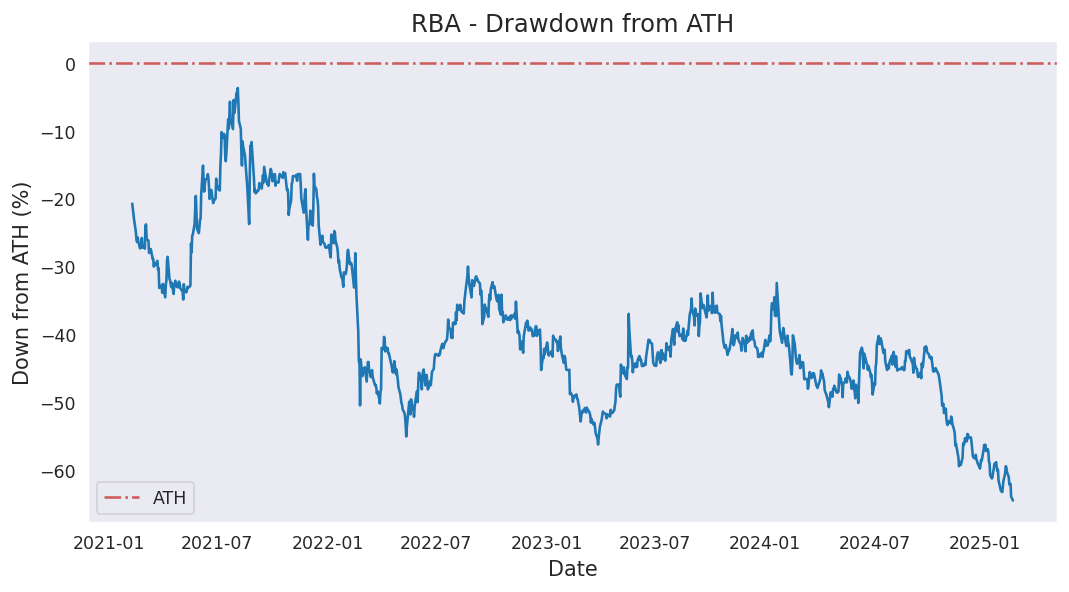 RBA - Drawdown from ATH
Down from ATH (%)
0
−10
−20
−30
−40
−50
−60
ATH
2021-01 2021-07 2022-01 2022-07 2023-01 2023-07 2024-01 2024-07 2025-01
Date